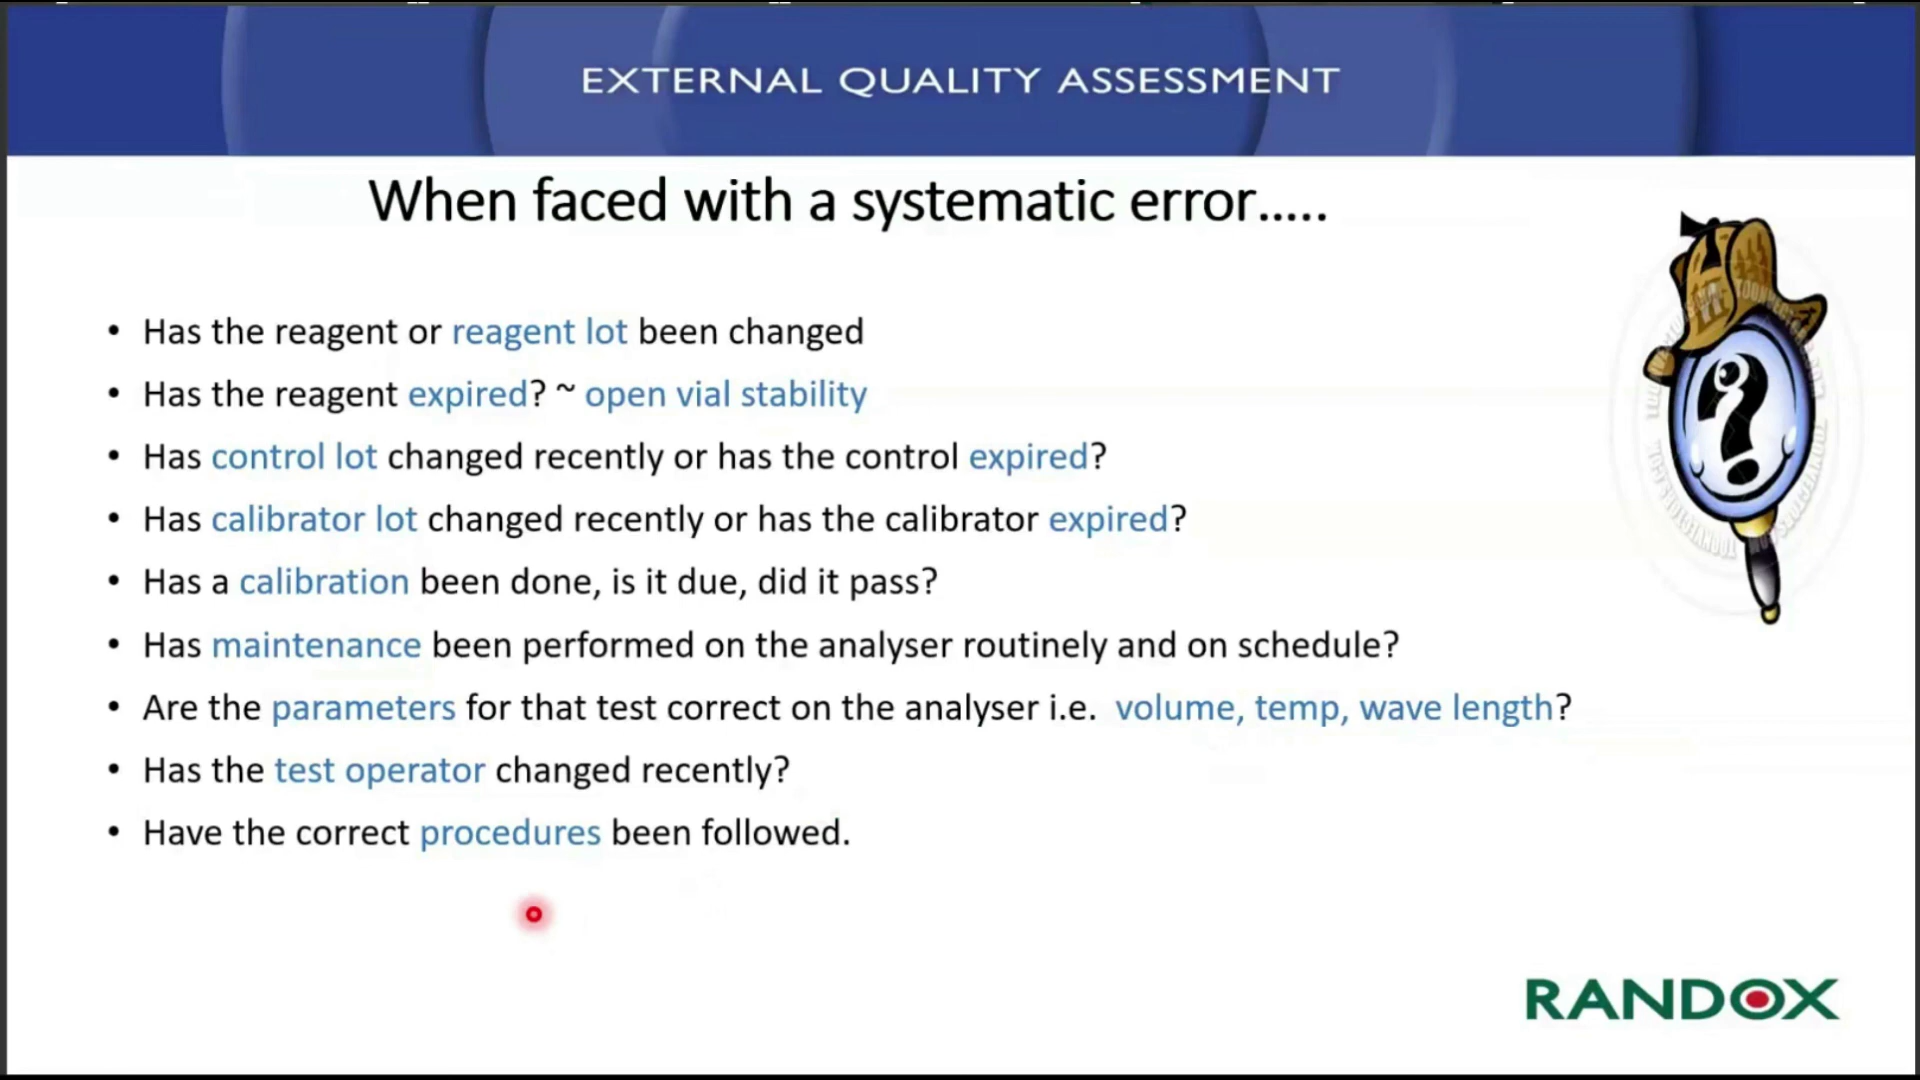 EXTERNAL QUALITY ASSESSMENT
When faced with a systematic error.....
• Has the reagent or reagent lot been changed
• Has the reagent expired? ~ open vial stability
• Has control lot changed recently or has the control expired?
• Has calibrator lot changed recently or has the calibrator expired?
• Has a calibration been done, is it due, did it pass?
• Has maintenance been performed on the analyser routinely and on schedule?
• Are the parameters for that test correct on the analyser i.e. volume, temp, wave length?
• Has the test operator changed recently?
• Have the correct procedures been followed.
RANDOX